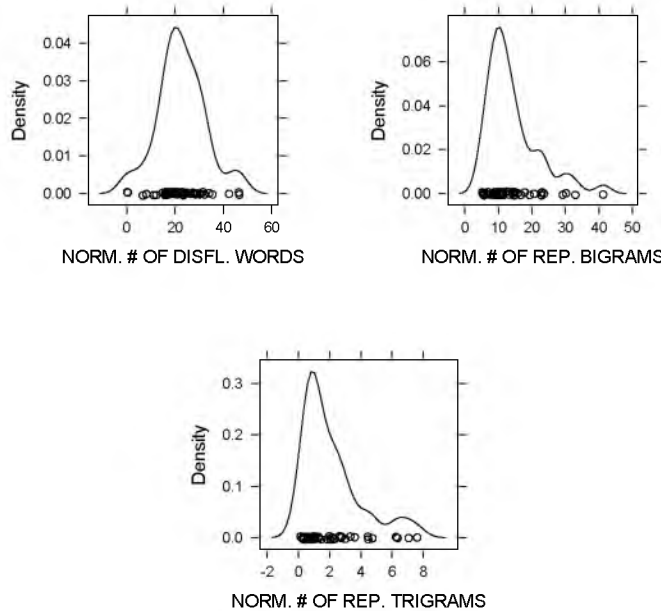 0.04
0.03
0.02
0.01
0.00
Density
0 20 40 60
NORM. # OF DISFL. WORDS
0.06
0.04
0.02
0.00
Density
0 10 20 30 40 50
NORM. # OF REP. BIGRAMS
0.3
0.2
0.1
0.0
Density
-2 0 2 4 6 8
NORM. # OF REP. TRIGRAMS